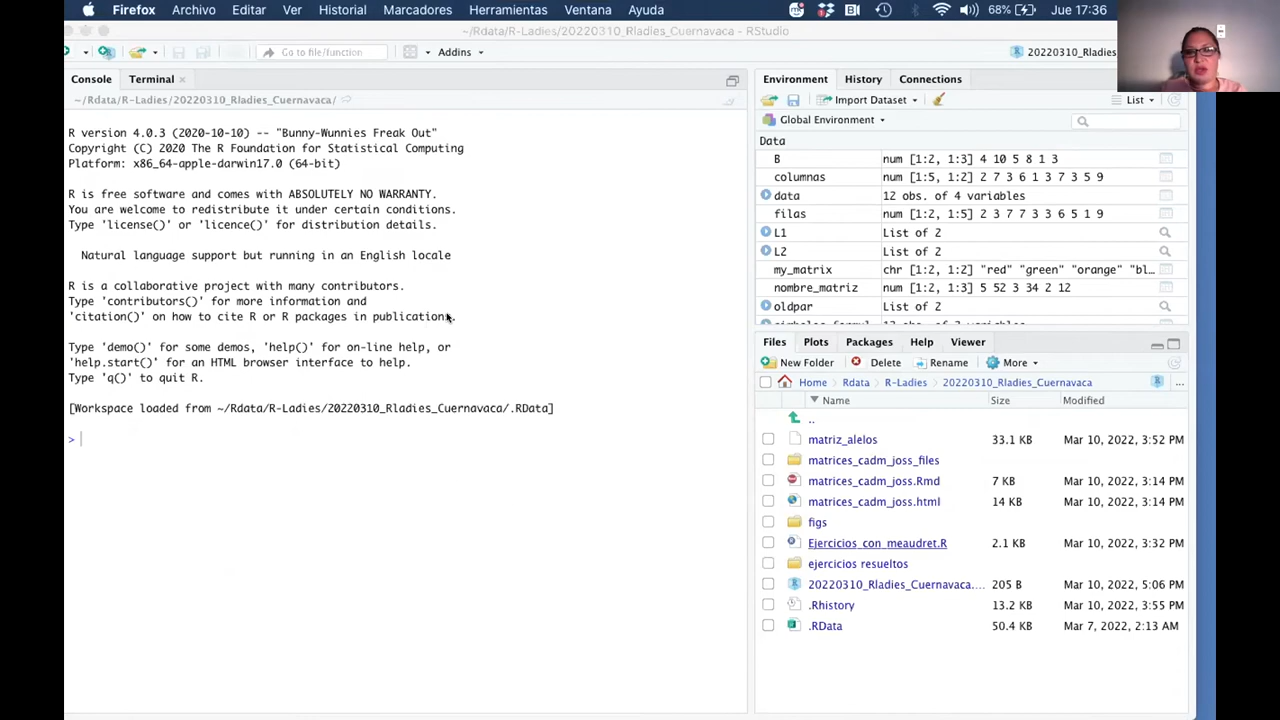 Firefox Archivo Editar Ver Historial Marcadores Herramientas Ventana Ayuda 68% Jue 17:36
~/Rdata/R-Ladies/20220310_Rladies_Cuernavaca - RStudio
Go to file/function Addins 20220310_Rladies
Console Terminal
~/Rdata/R-Ladies/20220310_Rladies_Cuernavaca/
R version 4.0.3 (2020-10-10) -- "Bunny-Wunnies Freak Out"
Copyright (C) 2020 The R Foundation for Statistical Computing
Platform: x86_64-apple-darwin17.0 (64-bit)
R is free software and comes with ABSOLUTELY NO WARRANTY.
You are welcome to redistribute it under certain conditions.
Type 'license()' or 'licence()' for distribution details.
Natural language support but running in an English locale
R is a collaborative project with many contributors.
Type 'contributors()' for more information and
'citation()' on how to cite R or R packages in publications.
Type 'demo()' for some demos, 'help()' for on-line help, or
'help.start()' for an HTML browser interface to help.
Type 'q()' to quit R.
[Workspace loaded from ~/Rdata/R-Ladies/20220310_Rladies_Cuernavaca/.RData]
>
Environment History Connections
Import Dataset List
Global Environment
Data
B num [1:2, 1:3] 4 10 5 8 1 3
columnas num [1:5, 1:2] 2 7 3 6 1 3 7 3 5 9
data 12 obs. of 4 variables
filas num [1:2, 1:5] 2 3 7 7 3 3 6 5 1 9
L1 List of 2
L2 List of 2
my_matrix chr [1:2, 1:2] "red" "green" "orange" "bl…
nombre_matriz num [1:2, 1:3] 5 52 3 34 2 12
oldpar List of 2
Files Plots Packages Help Viewer
New Folder Delete Rename More
Home Rdata R-Ladies 20220310_Rladies_Cuernavaca ...
Name Size Modified
..
matriz_alelos 33.1 KB Mar 10, 2022, 3:52 PM
matrices_cadm_joss_files
matrices_cadm_joss.Rmd 7 KB Mar 10, 2022, 3:14 PM
matrices_cadm_joss.html 14 KB Mar 10, 2022, 3:14 PM
figs
Ejercicios_con_meaudret.R 2.1 KB Mar 10, 2022, 3:32 PM
ejercicios resueltos
20220310_Rladies_Cuernavaca.... 205 B Mar 10, 2022, 5:06 PM
.Rhistory 13.2 KB Mar 10, 2022, 3:55 PM
.RData 50.4 KB Mar 7, 2022, 2:13 AM